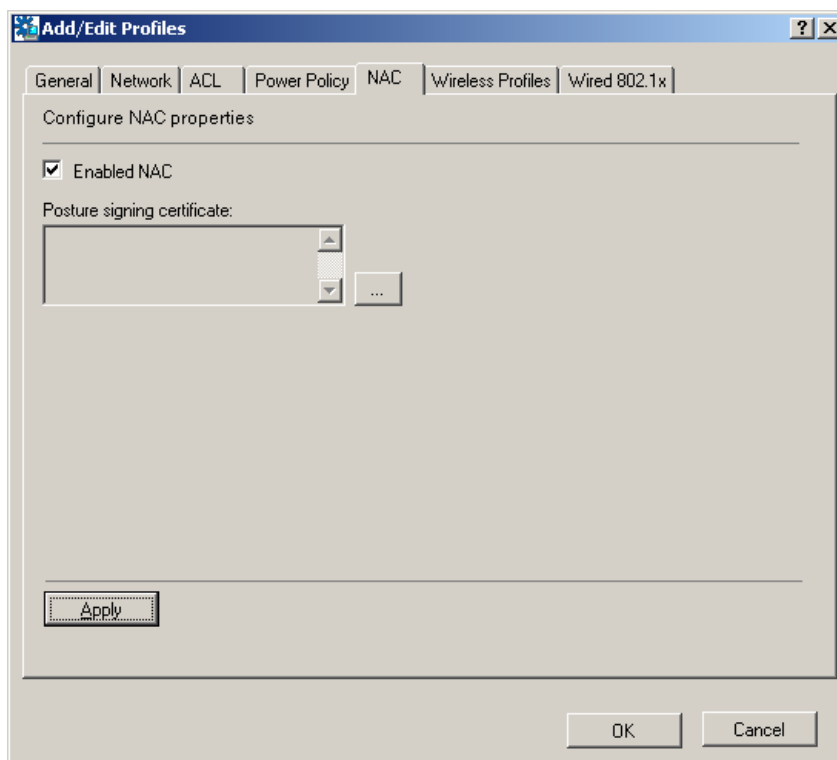 Add/Edit Profiles
General Network ACL Power Policy NAC Wireless Profiles Wired 802.1x
Configure NAC properties
Enabled NAC
Posture signing certificate:
...
Apply
OK Cancel